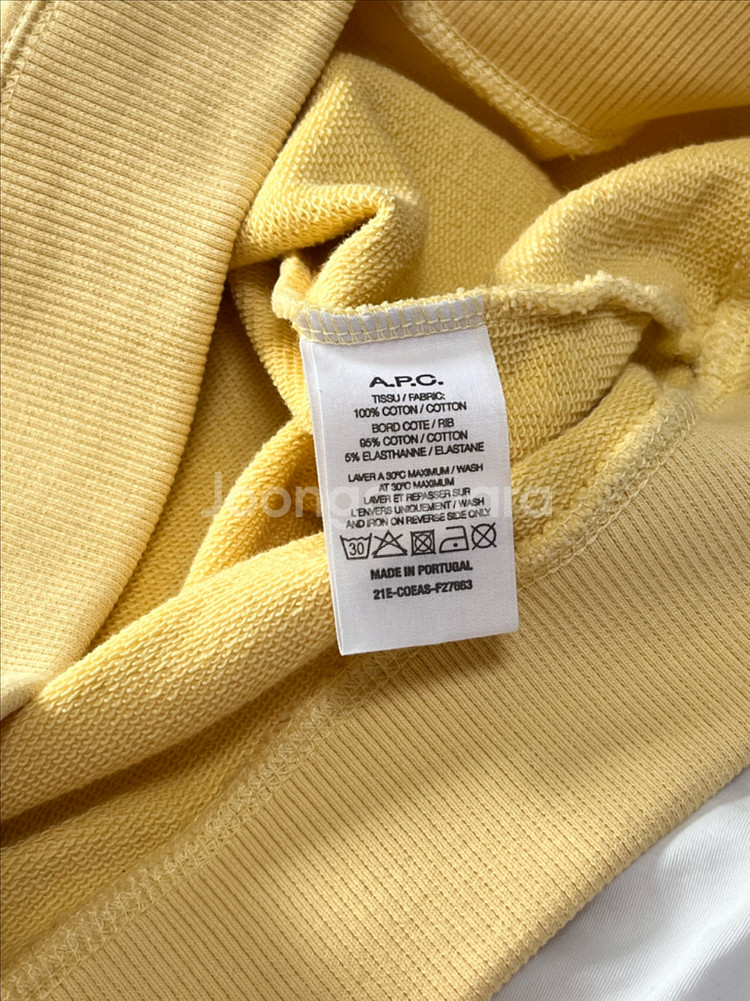 A.P.C.
TISSU / FABRIC:
100% COTON / COTTON
BORD COTE / RIB
95% COTON / COTTON
5% ELASTHANNE / ELASTANE
LAVER A 30°C MAXIMUM / WASH
AT 30°C MAXIMUM
LAVER ET REPASSER SUR
L'ENVERS UNIQUEMENT / WASH
AND IRON ON REVERSE SIDE ONLY
30
MADE IN PORTUGAL
21E-COEAS-F27663